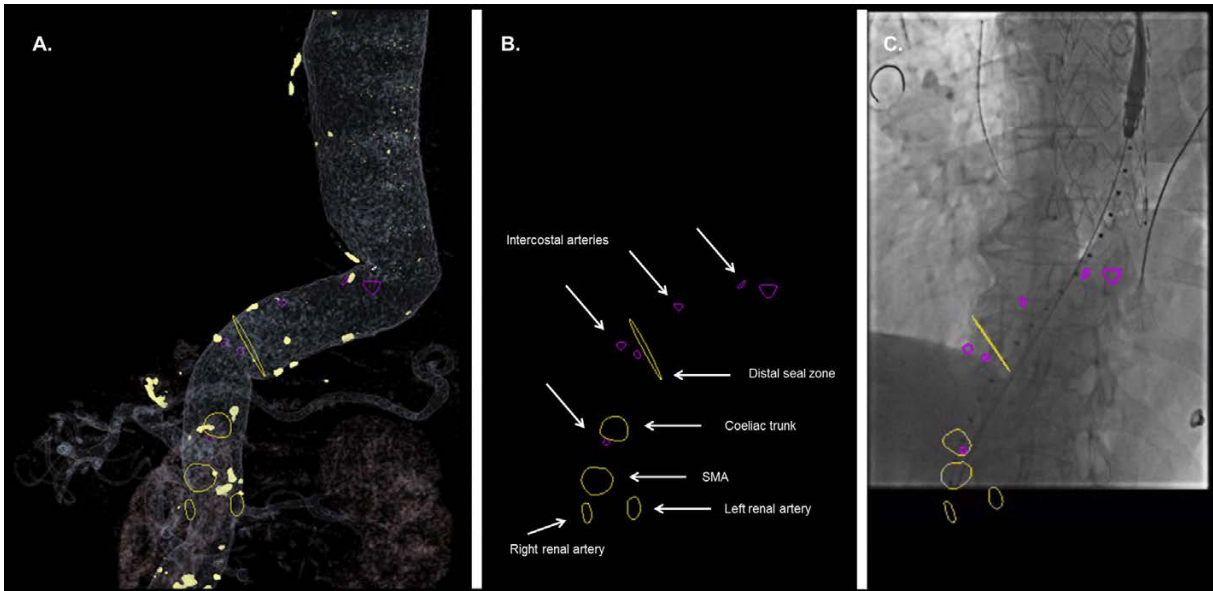 A.
B.
C.
Intercostal arteries
Distal seal zone
Coeliac trunk
SMA
Left renal artery
Right renal artery